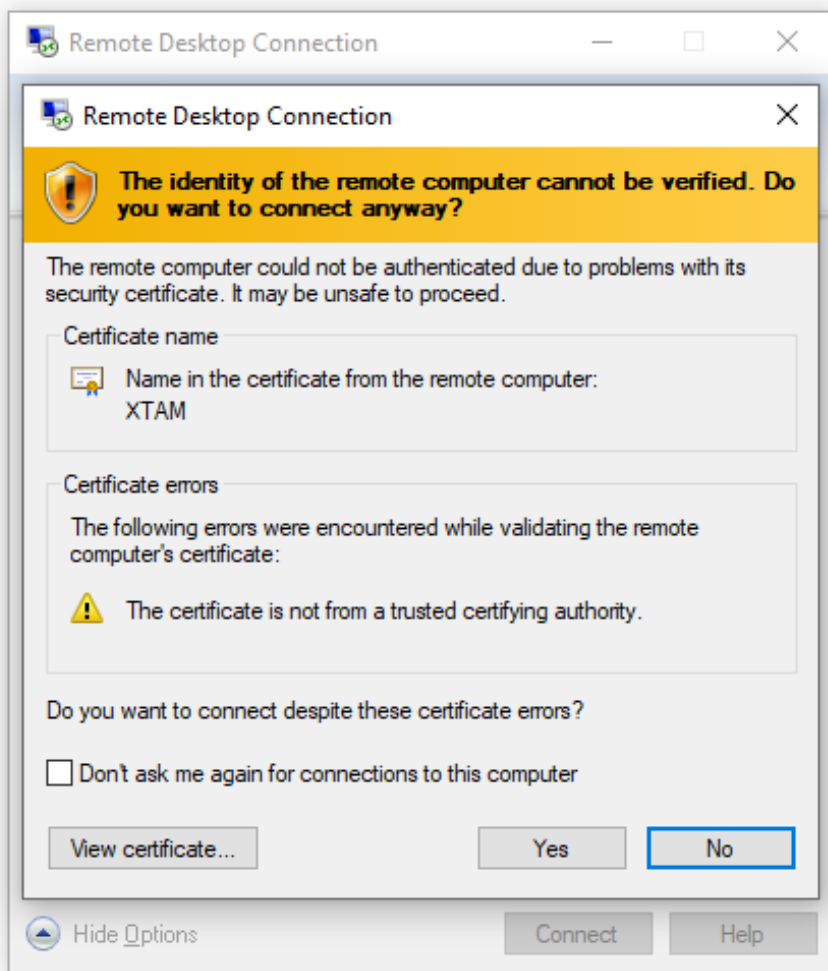 Remote Desktop Connection
Remote Desktop Connection
The identity of the remote computer cannot be verified. Do
you want to connect anyway?
The remote computer could not be authenticated due to problems with its
security certificate. It may be unsafe to proceed.
Certificate name
Name in the certificate from the remote computer:
XTAM
Certificate errors
The following errors were encountered while validating the remote
computer's certificate:
The certificate is not from a trusted certifying authority.
Do you want to connect despite these certificate errors?
Don't ask me again for connections to this computer
View certificate... Yes No
Hide Options Connect Help